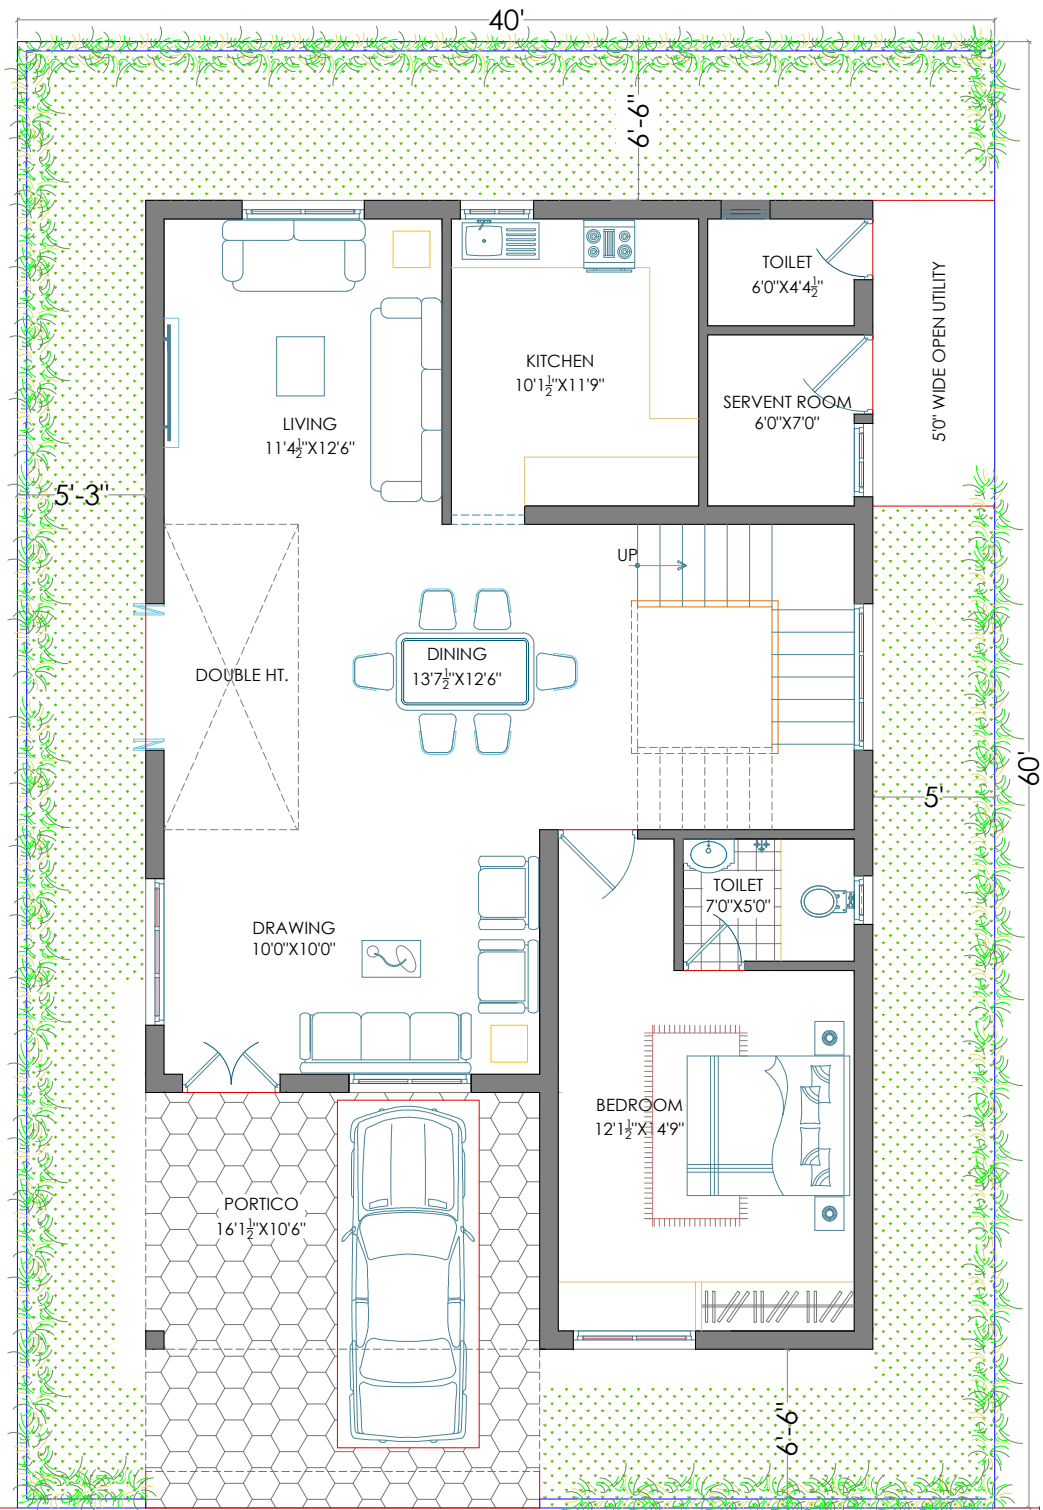 40'
6'-6"
TOILET
6'0"X4'4½"
5'0" WIDE OPEN UTILITY
KITCHEN
10'1½"X11'9"
SERVENT ROOM
6'0"X7'0"
LIVING
11'4½"X12'6"
5'-3"
UP
DINING
13'7½"X12'6"
DOUBLE HT.
60'
5'
TOILET
7'0"X5'0"
DRAWING
10'0"X10'0"
BEDROOM
12'1½"X14'9"
PORTICO
16'1½"X10'6"
6'-6"